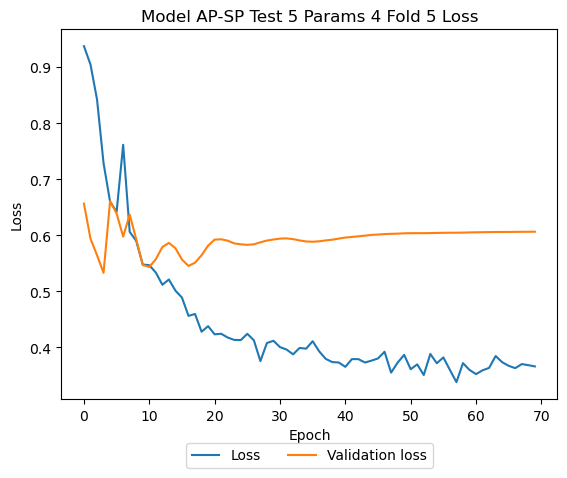 Model AP-SP Test 5 Params 4 Fold 5 Loss
Loss
0.9
0.8
0.7
0.6
0.5
0.4
0 10 20 30 40 50 60 70
Epoch
Loss Validation loss